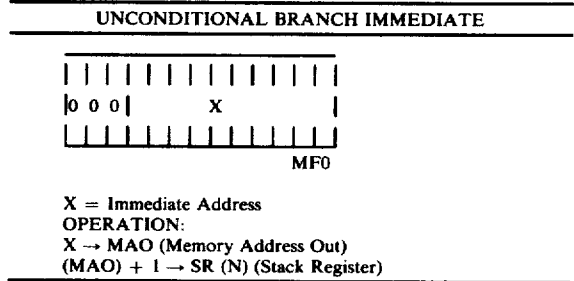 UNCONDITIONAL BRANCH IMMEDIATE
0 0 0 X
MF0
X = Immediate Address
OPERATION:
X → MAO (Memory Address Out)
(MAO) + 1 → SR (N) (Stack Register)